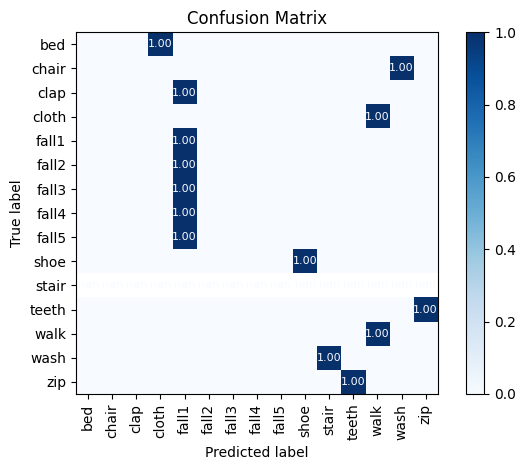 Confusion Matrix
True label
bed 1.00
chair 1.00
clap 1.00
cloth 1.00
fall1 1.00
fall2 1.00
fall3 1.00
fall4 1.00
fall5 1.00
shoe 1.00
stair
teeth 1.00
walk 1.00
wash 1.00
zip 1.00
bed chair clap cloth fall1 fall2 fall3 fall4 fall5 shoe stair teeth walk wash zip
Predicted label
1.0
0.8
0.6
0.4
0.2
0.0